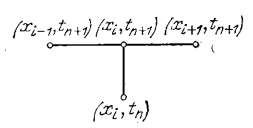 (x_{i-1}, t_{n+1}) (x_i, t_{n+1}) (x_{i+1}, t_{n+1})
(x_i, t_n)